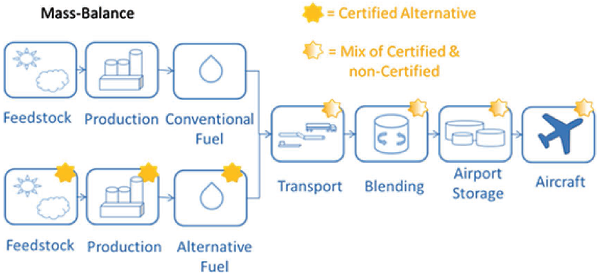 Mass-Balance
= Certified Alternative
= Mix of Certified &
non-Certified
Feedstock
Production
Conventional
Fuel
Transport
Blending
Airport
Storage
Aircraft
Feedstock
Production
Alternative
Fuel